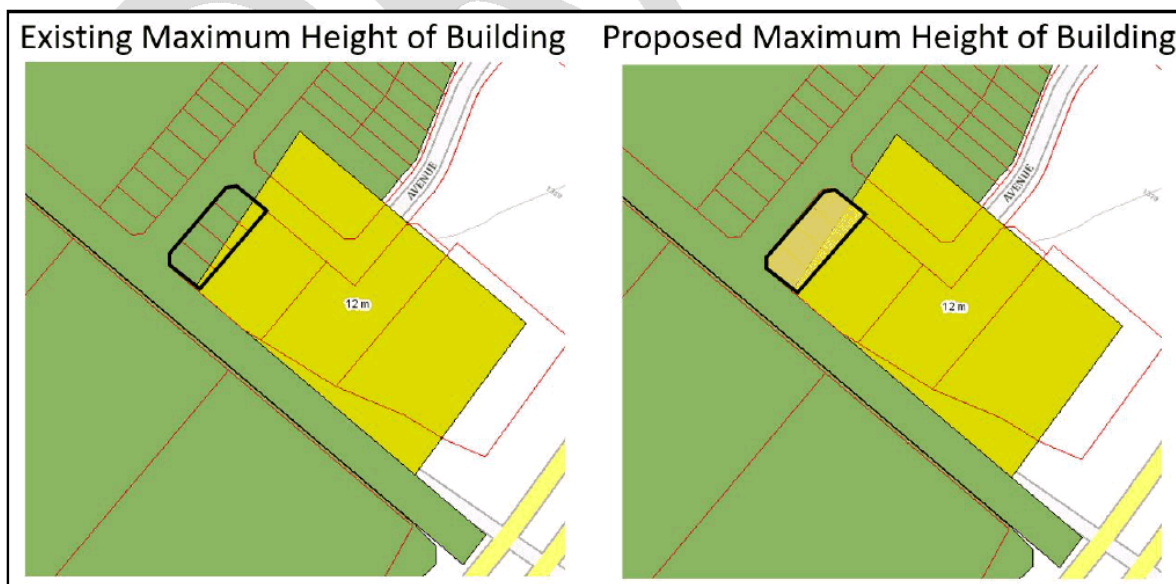 Existing Maximum Height of Building
Proposed Maximum Height of Building
AVENUE
12 m
AVENUE
12 m